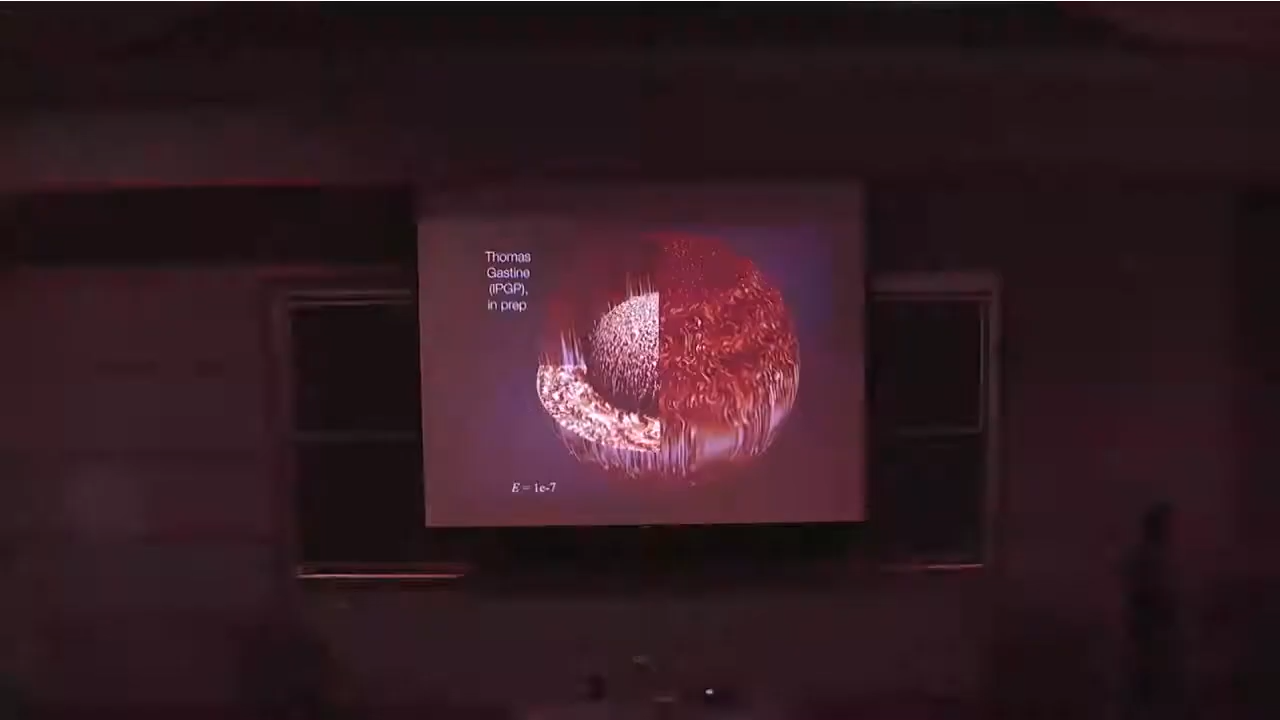 Thomas
Gastine
(IPGP),
in prep
E = 1e-7